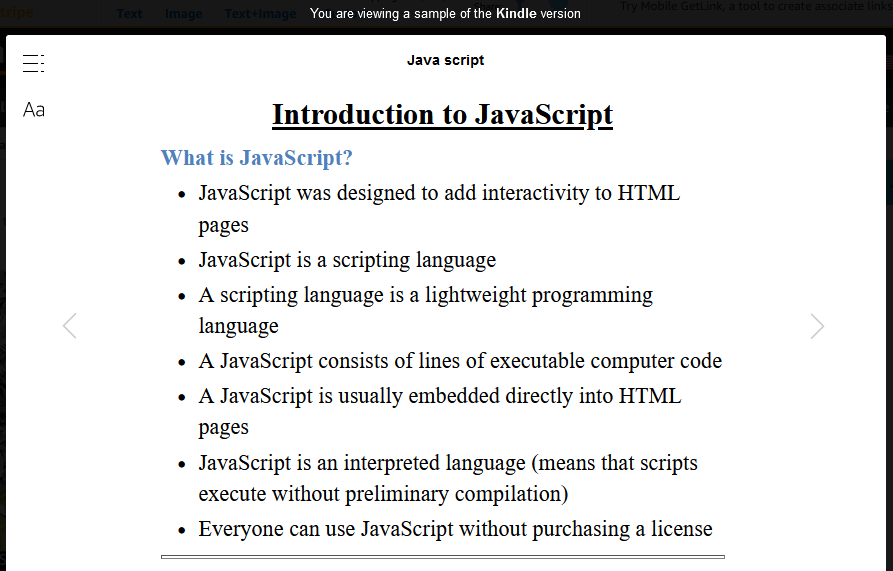 tripe Text Image Text+Image
You are viewing a sample of the Kindle version
Try Mobile GetLink, a tool to create associate links
Java script
Aa
Introduction to JavaScript
What is JavaScript?
• JavaScript was designed to add interactivity to HTML
pages
• JavaScript is a scripting language
• A scripting language is a lightweight programming
language
• A JavaScript consists of lines of executable computer code
• A JavaScript is usually embedded directly into HTML
pages
• JavaScript is an interpreted language (means that scripts
execute without preliminary compilation)
• Everyone can use JavaScript without purchasing a license